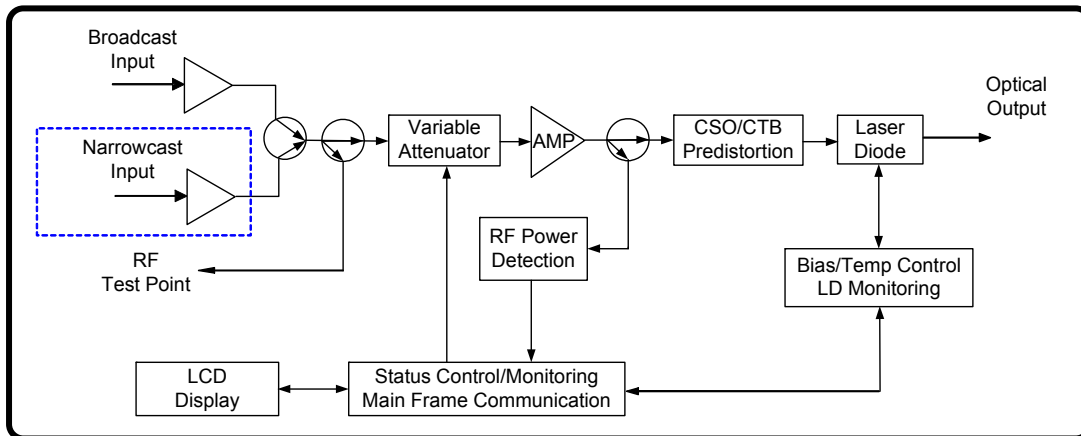 Broadcast
Input
Optical
Output
Narrowcast
Input
Variable
Attenuator
AMP
CSO/CTB
Predistortion
Laser
Diode
RF
Test Point
RF Power
Detection
Bias/Temp Control
LD Monitoring
LCD
Display
Status Control/Monitoring
Main Frame Communication